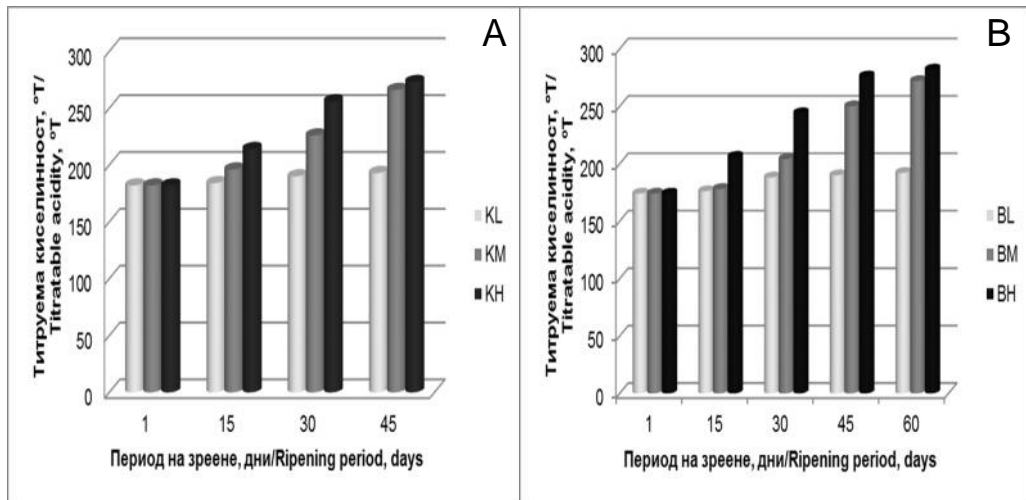 A
Титруема киселинност, °T/
Titratable acidity, °T
300
250
200
150
100
50
0
1 15 30 45
Период на зреене, дни/Ripening period, days
KL
KM
KH
B
Титруема киселинност, °T/
Titratable acidity, °T
300
250
200
150
100
50
0
1 15 30 45 60
Период на зреене, дни/Ripening period, days
BL
BM
BH